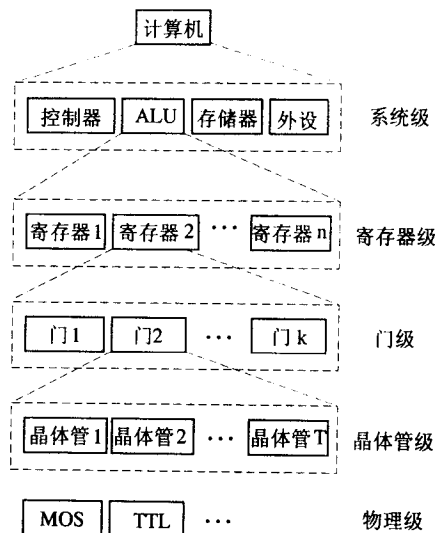 计算机
控制器 ALU 存储器 外设 系统级
寄存器1 寄存器2 ··· 寄存器n 寄存器级
门1 门2 ··· 门k 门级
晶体管1 晶体管2 ··· 晶体管T 晶体管级
MOS TTL ··· 物理级